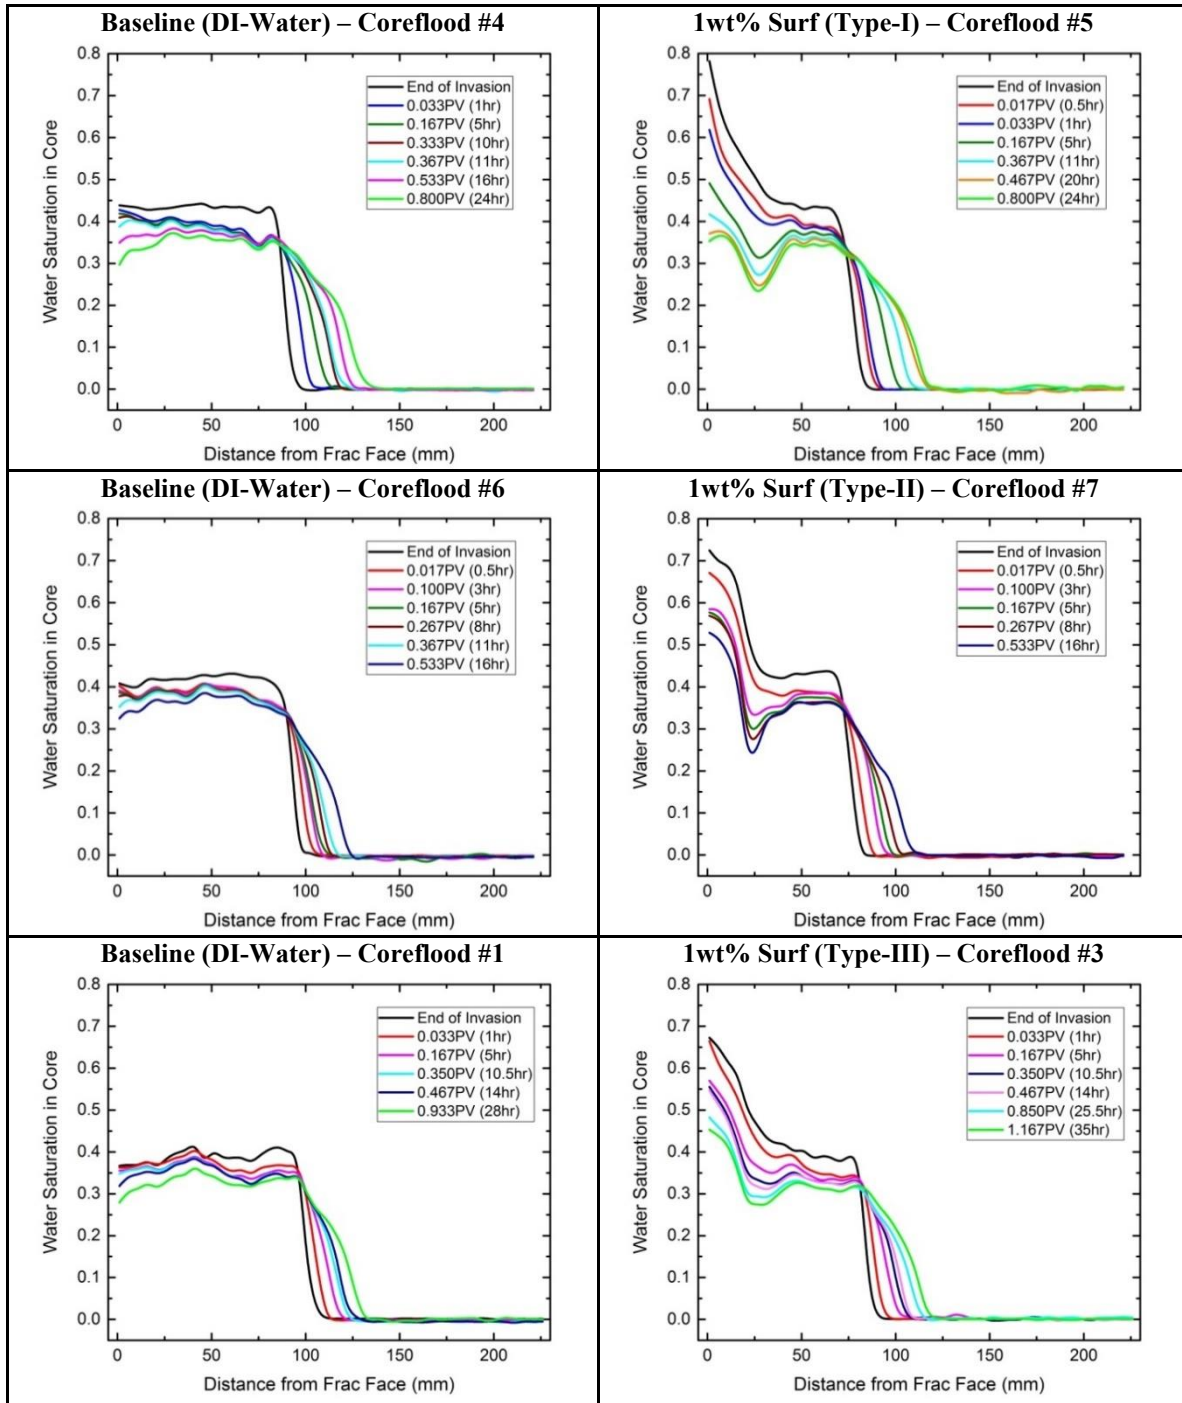 Baseline (DI-Water) – Coreflood #4
0.8
0.7
0.6
0.5
0.4
0.3
0.2
0.1
0.0
Water Saturation in Core
End of Invasion
0.033PV (1hr)
0.167PV (5hr)
0.333PV (10hr)
0.367PV (11hr)
0.533PV (16hr)
0.800PV (24hr)
0 50 100 150 200
Distance from Frac Face (mm)
1wt% Surf (Type-I) – Coreflood #5
0.8
0.7
0.6
0.5
0.4
0.3
0.2
0.1
0.0
Water Saturation in Core
End of Invasion
0.017PV (0.5hr)
0.033PV (1hr)
0.167PV (5hr)
0.367PV (11hr)
0.467PV (20hr)
0.800PV (24hr)
0 50 100 150 200
Distance from Frac Face (mm)
Baseline (DI-Water) – Coreflood #6
0.8
0.7
0.6
0.5
0.4
0.3
0.2
0.1
0.0
Water Saturation in Core
End of Invasion
0.017PV (0.5hr)
0.100PV (3hr)
0.167PV (5hr)
0.267PV (8hr)
0.367PV (11hr)
0.533PV (16hr)
0 50 100 150 200
Distance from Frac Face (mm)
1wt% Surf (Type-II) – Coreflood #7
0.8
0.7
0.6
0.5
0.4
0.3
0.2
0.1
0.0
Water Saturation in Core
End of Invasion
0.017PV (0.5hr)
0.100PV (3hr)
0.167PV (5hr)
0.267PV (8hr)
0.533PV (16hr)
0 50 100 150 200
Distance from Frac Face (mm)
Baseline (DI-Water) – Coreflood #1
0.8
0.7
0.6
0.5
0.4
0.3
0.2
0.1
0.0
Water Saturation in Core
End of Invasion
0.033PV (1hr)
0.167PV (5hr)
0.350PV (10.5hr)
0.467PV (14hr)
0.933PV (28hr)
0 50 100 150 200
Distance from Frac Face (mm)
1wt% Surf (Type-III) – Coreflood #3
0.8
0.7
0.6
0.5
0.4
0.3
0.2
0.1
0.0
Water Saturation in Core
End of Invasion
0.033PV (1hr)
0.167PV (5hr)
0.350PV (10.5hr)
0.467PV (14hr)
0.850PV (25.5hr)
1.167PV (35hr)
0 50 100 150 200
Distance from Frac Face (mm)